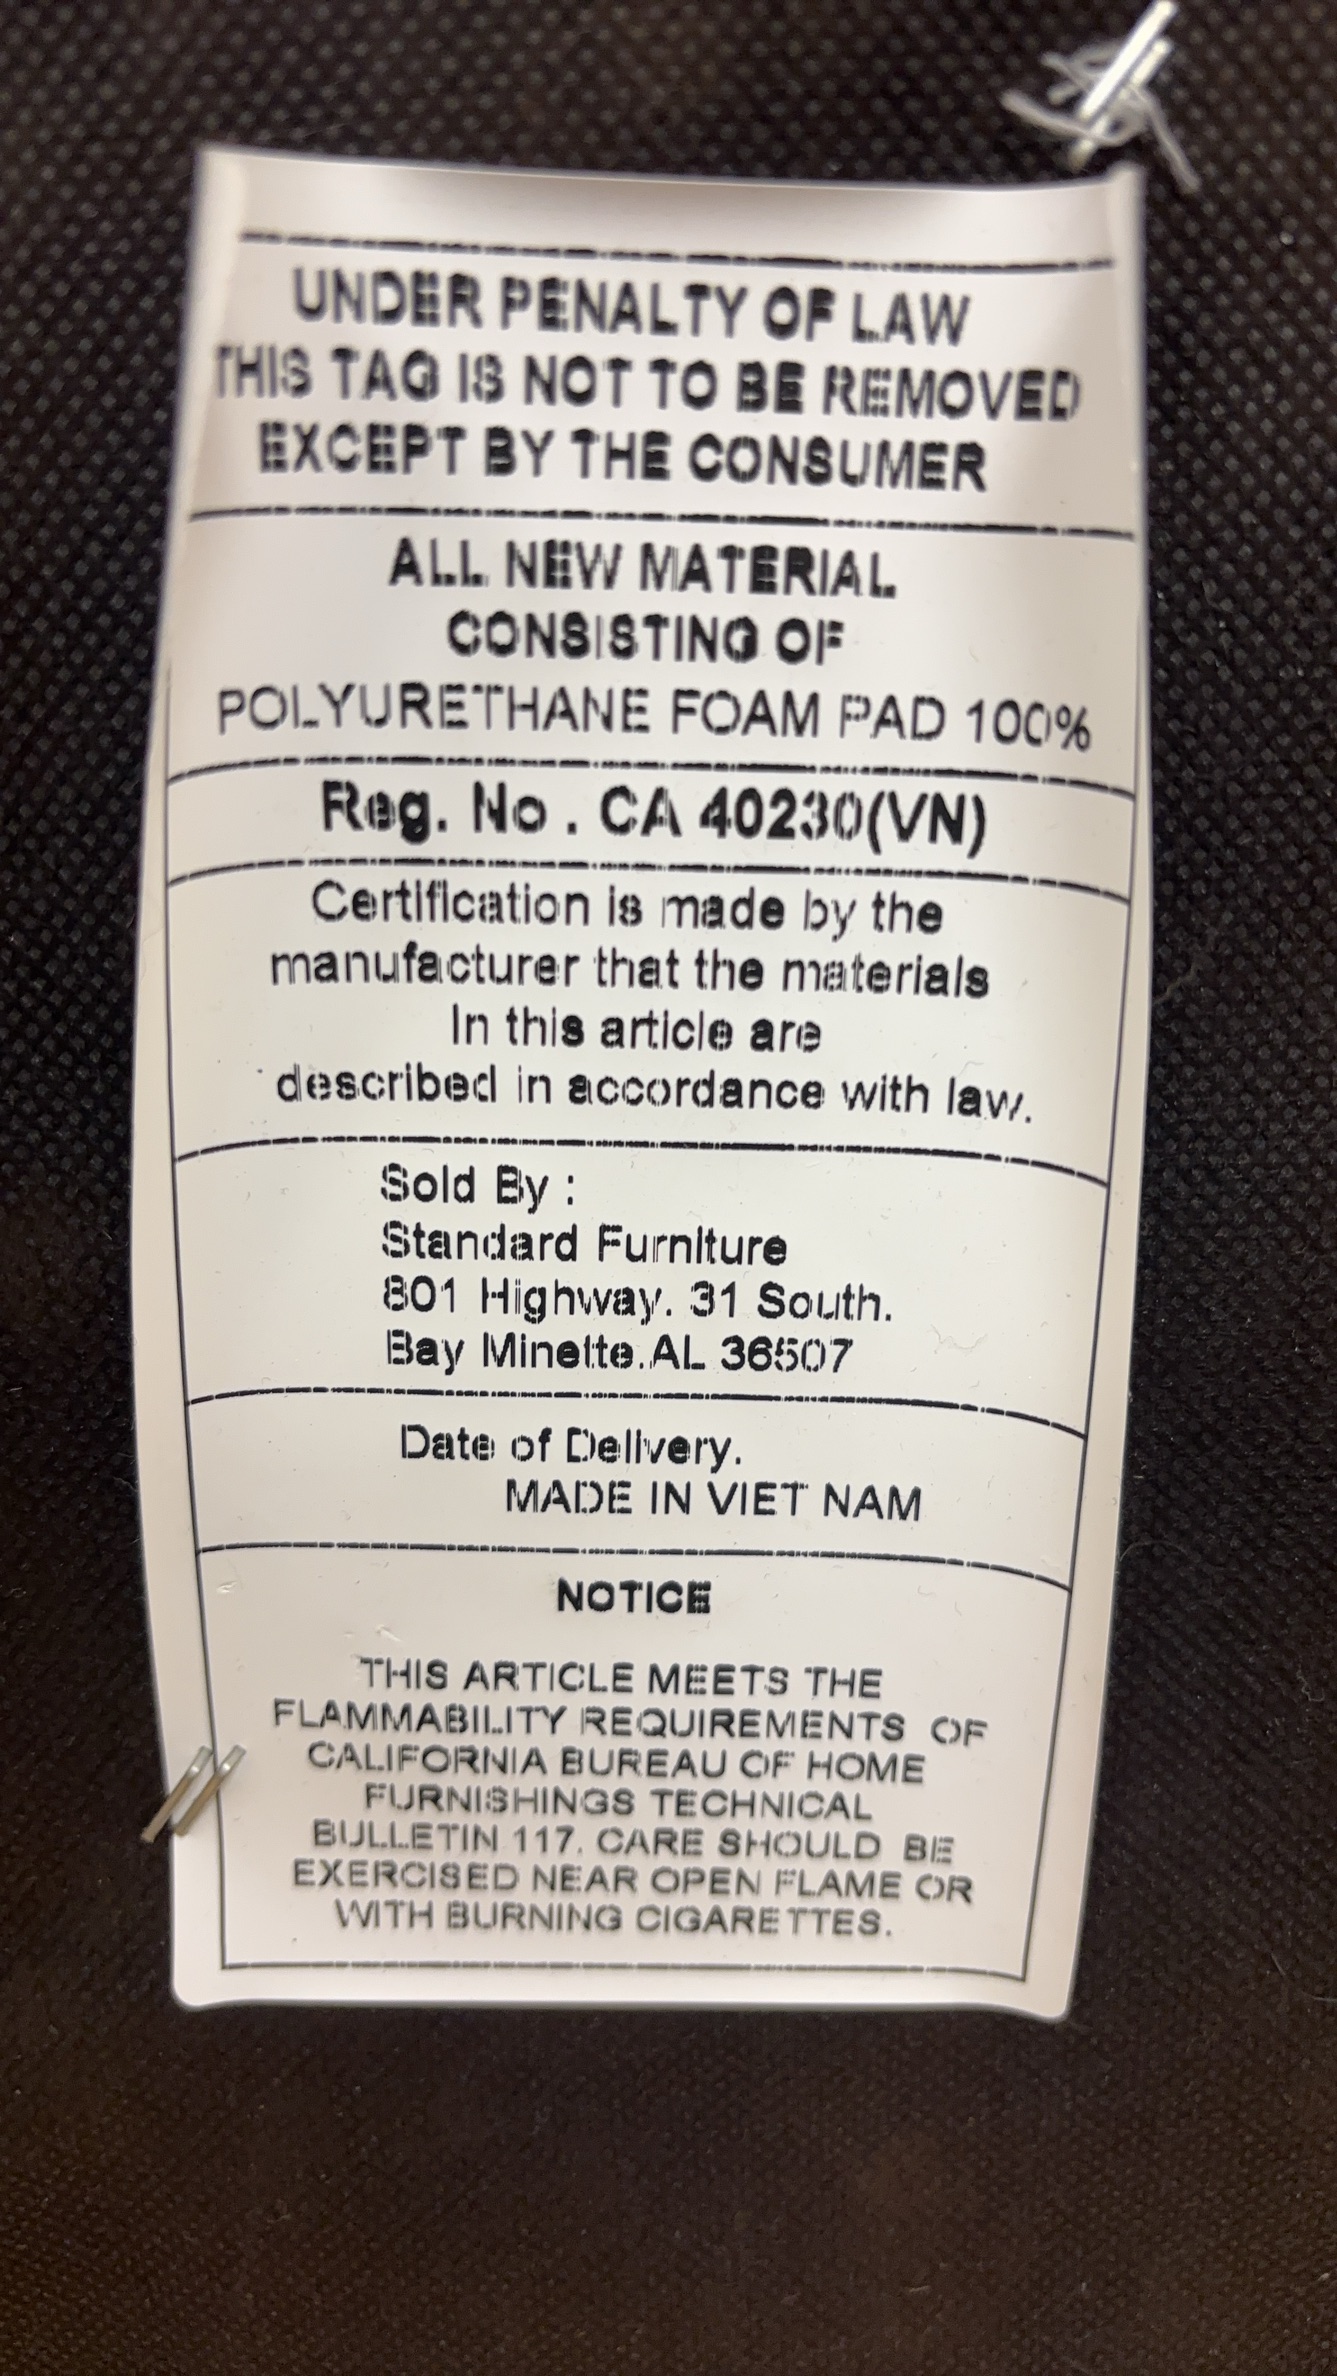 UNDER PENALTY OF LAW
THIS TAG IS NOT TO BE REMOVED
EXCEPT BY THE CONSUMER
ALL NEW MATERIAL
CONSISTING OF
POLYURETHANE FOAM PAD 100%
Reg. No . CA 40230(VN)
Certification is made by the
manufacturer that the materials
In this article are
described in accordance with law.
Sold By :
Standard Furniture
801 Highway. 31 South.
Bay Minette.AL 36507
Date of Delivery.
MADE IN VIET NAM
NOTICE
THIS ARTICLE MEETS THE
FLAMMABILITY REQUIREMENTS OF
CALIFORNIA BUREAU OF HOME
FURNISHINGS TECHNICAL
BULLETIN 117. CARE SHOULD BE
EXERCISED NEAR OPEN FLAME OR
WITH BURNING CIGARETTES.